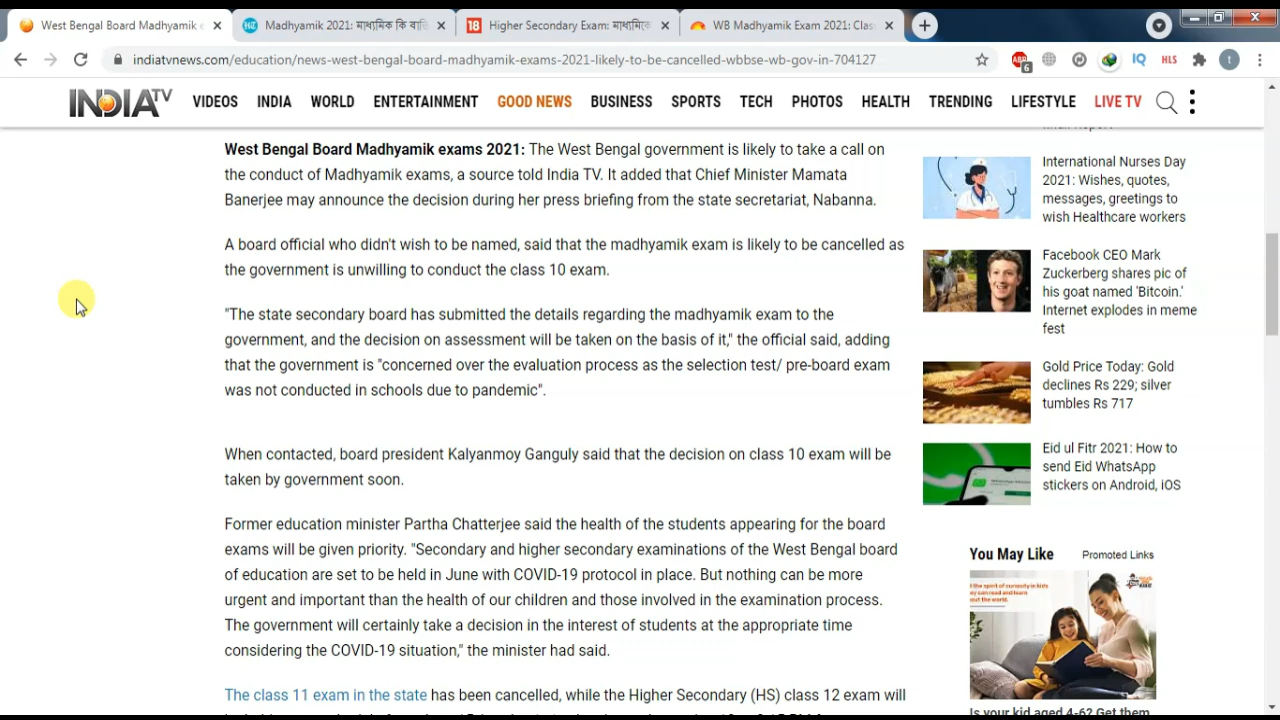 West Bengal Board Madhyamik e
Madhyamik 2021: মাধ্যমিক কি বাতি
Higher Secondary Exam: মাধ্যমিকে
WB Madhyamik Exam 2021: Class
indiatvnews.com/education/news-west-bengal-board-madhyamik-exams-2021-likely-to-be-cancelled-wbbse-wb-gov-in-704127
ABP
6
IQ
HLS
t
INDIA TV
VIDEOS
INDIA
WORLD
ENTERTAINMENT
GOOD NEWS
BUSINESS
SPORTS
TECH
PHOTOS
HEALTH
TRENDING
LIFESTYLE
LIVE TV
West Bengal Board Madhyamik exams 2021: The West Bengal government is likely to take a call on
the conduct of Madhyamik exams, a source told India TV. It added that Chief Minister Mamata
Banerjee may announce the decision during her press briefing from the state secretariat, Nabanna.
A board official who didn't wish to be named, said that the madhyamik exam is likely to be cancelled as
the government is unwilling to conduct the class 10 exam.
"The state secondary board has submitted the details regarding the madhyamik exam to the
government, and the decision on assessment will be taken on the basis of it," the official said, adding
that the government is "concerned over the evaluation process as the selection test/ pre-board exam
was not conducted in schools due to pandemic".
When contacted, board president Kalyanmoy Ganguly said that the decision on class 10 exam will be
taken by government soon.
Former education minister Partha Chatterjee said the health of the students appearing for the board
exams will be given priority. "Secondary and higher secondary examinations of the West Bengal board
of education are set to be held in June with COVID-19 protocol in place. But nothing can be more
urgent or important than the health of our children and those involved in the examination process.
The government will certainly take a decision in the interest of students at the appropriate time
considering the COVID-19 situation," the minister had said.
The class 11 exam in the state has been cancelled, while the Higher Secondary (HS) class 12 exam will
International Nurses Day
2021: Wishes, quotes,
messages, greetings to
wish Healthcare workers
Facebook CEO Mark
Zuckerberg shares pic of
his goat named 'Bitcoin.'
Internet explodes in meme
fest
Gold Price Today: Gold
declines Rs 229; silver
tumbles Rs 717
Eid ul Fitr 2021: How to
send Eid WhatsApp
stickers on Android, iOS
You May Like
Promoted Links
Is your kid aged 4-6? Get them